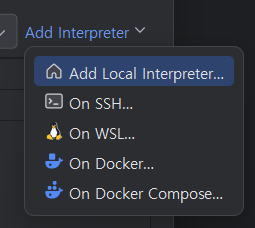 Add Interpreter
Add Local Interpreter...
On SSH...
On WSL...
On Docker...
On Docker Compose...